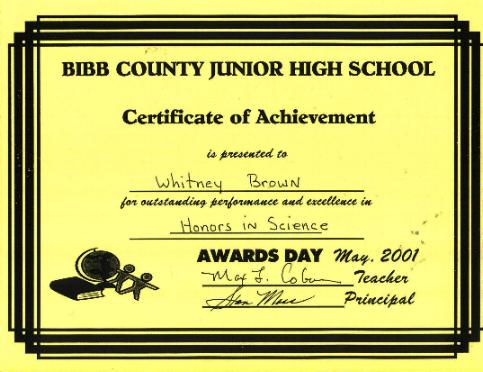 BIBB COUNTY JUNIOR HIGH SCHOOL
Certificate of Achievement
is presented to
Whitney Brown
for outstanding performance and excellence in
Honors in Science
AWARDS DAY May, 2001
Teacher
Principal